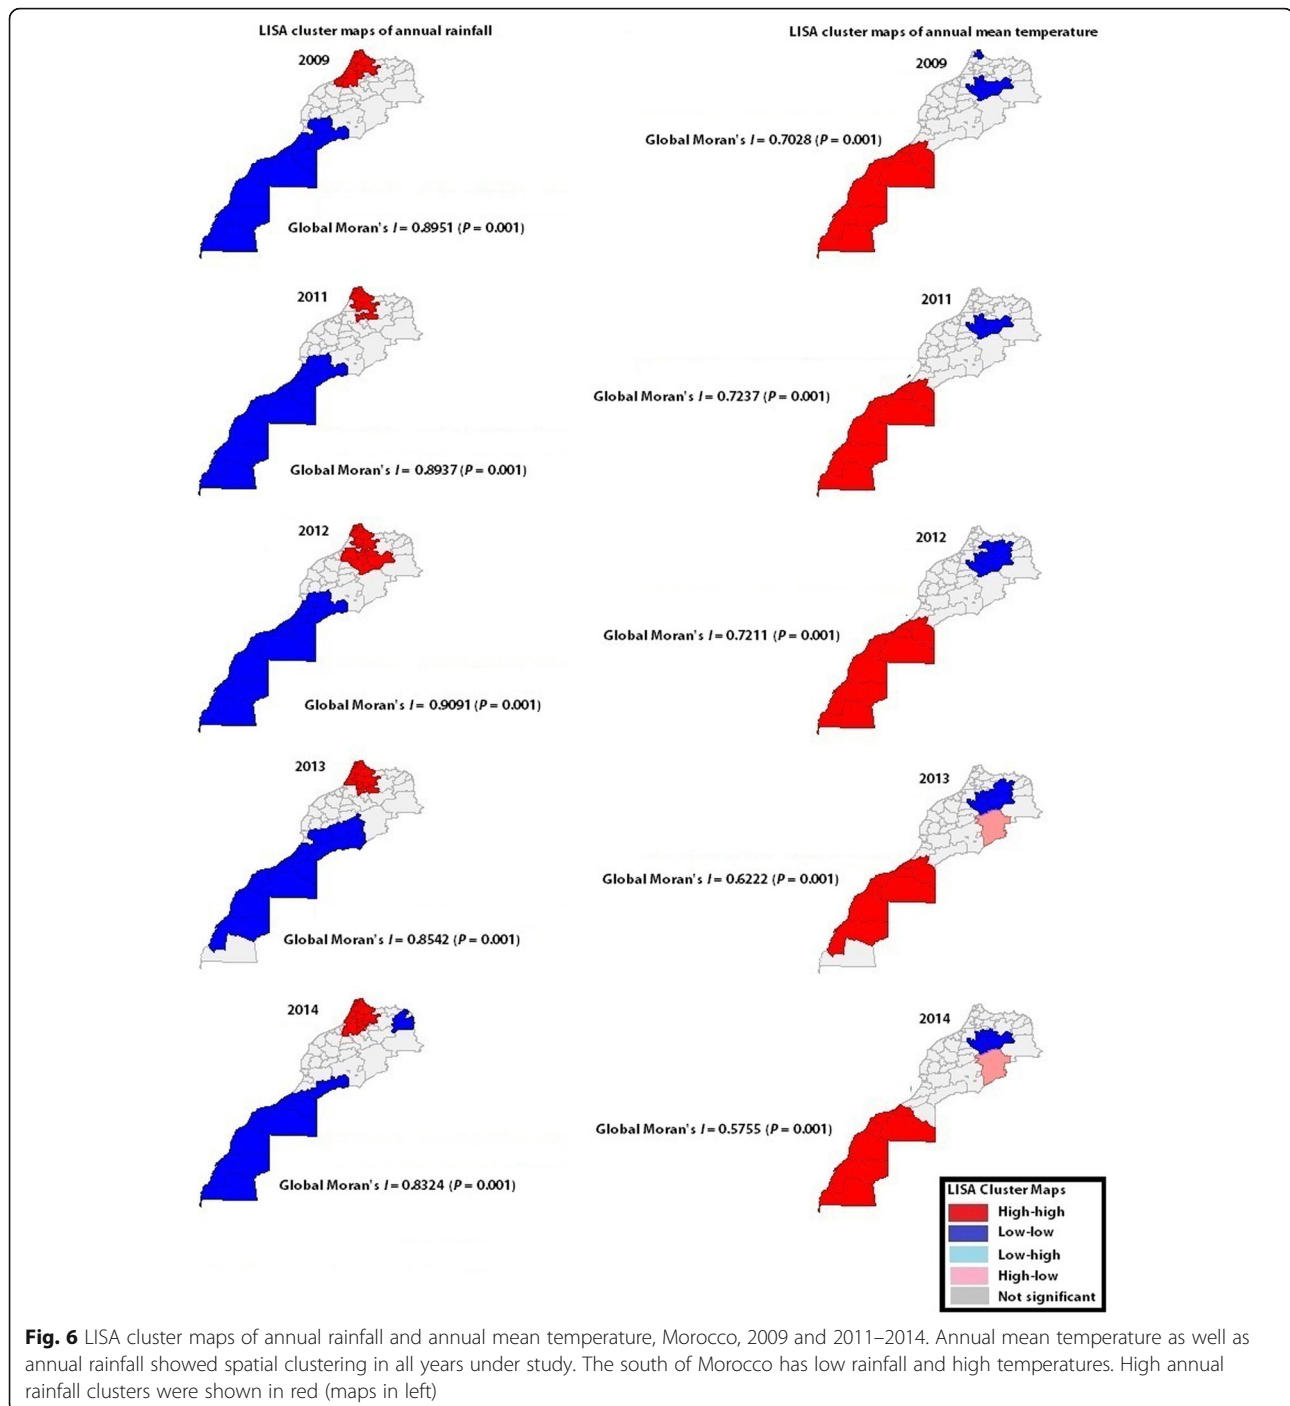 LISA cluster maps of annual rainfall
LISA cluster maps of annual mean temperature
2009
2009
Global Moran's I = 0.7028 (P = 0.001)
Global Moran's I = 0.8951 (P = 0.001)
2011
2011
Global Moran's I = 0.7237 (P = 0.001)
Global Moran's I = 0.8937 (P = 0.001)
2012
2012
Global Moran's I = 0.7211 (P = 0.001)
Global Moran's I = 0.9091 (P = 0.001)
2013
2013
Global Moran's I = 0.6222 (P = 0.001)
Global Moran's I = 0.8542 (P = 0.001)
2014
2014
Global Moran's I = 0.5755 (P = 0.001)
Global Moran's I = 0.8324 (P = 0.001)
LISA Cluster Maps
High-high
Low-low
Low-high
High-low
Not significant
Fig. 6 LISA cluster maps of annual rainfall and annual mean temperature, Morocco, 2009 and 2011–2014. Annual mean temperature as well as
annual rainfall showed spatial clustering in all years under study. The south of Morocco has low rainfall and high temperatures. High annual
rainfall clusters were shown in red (maps in left)